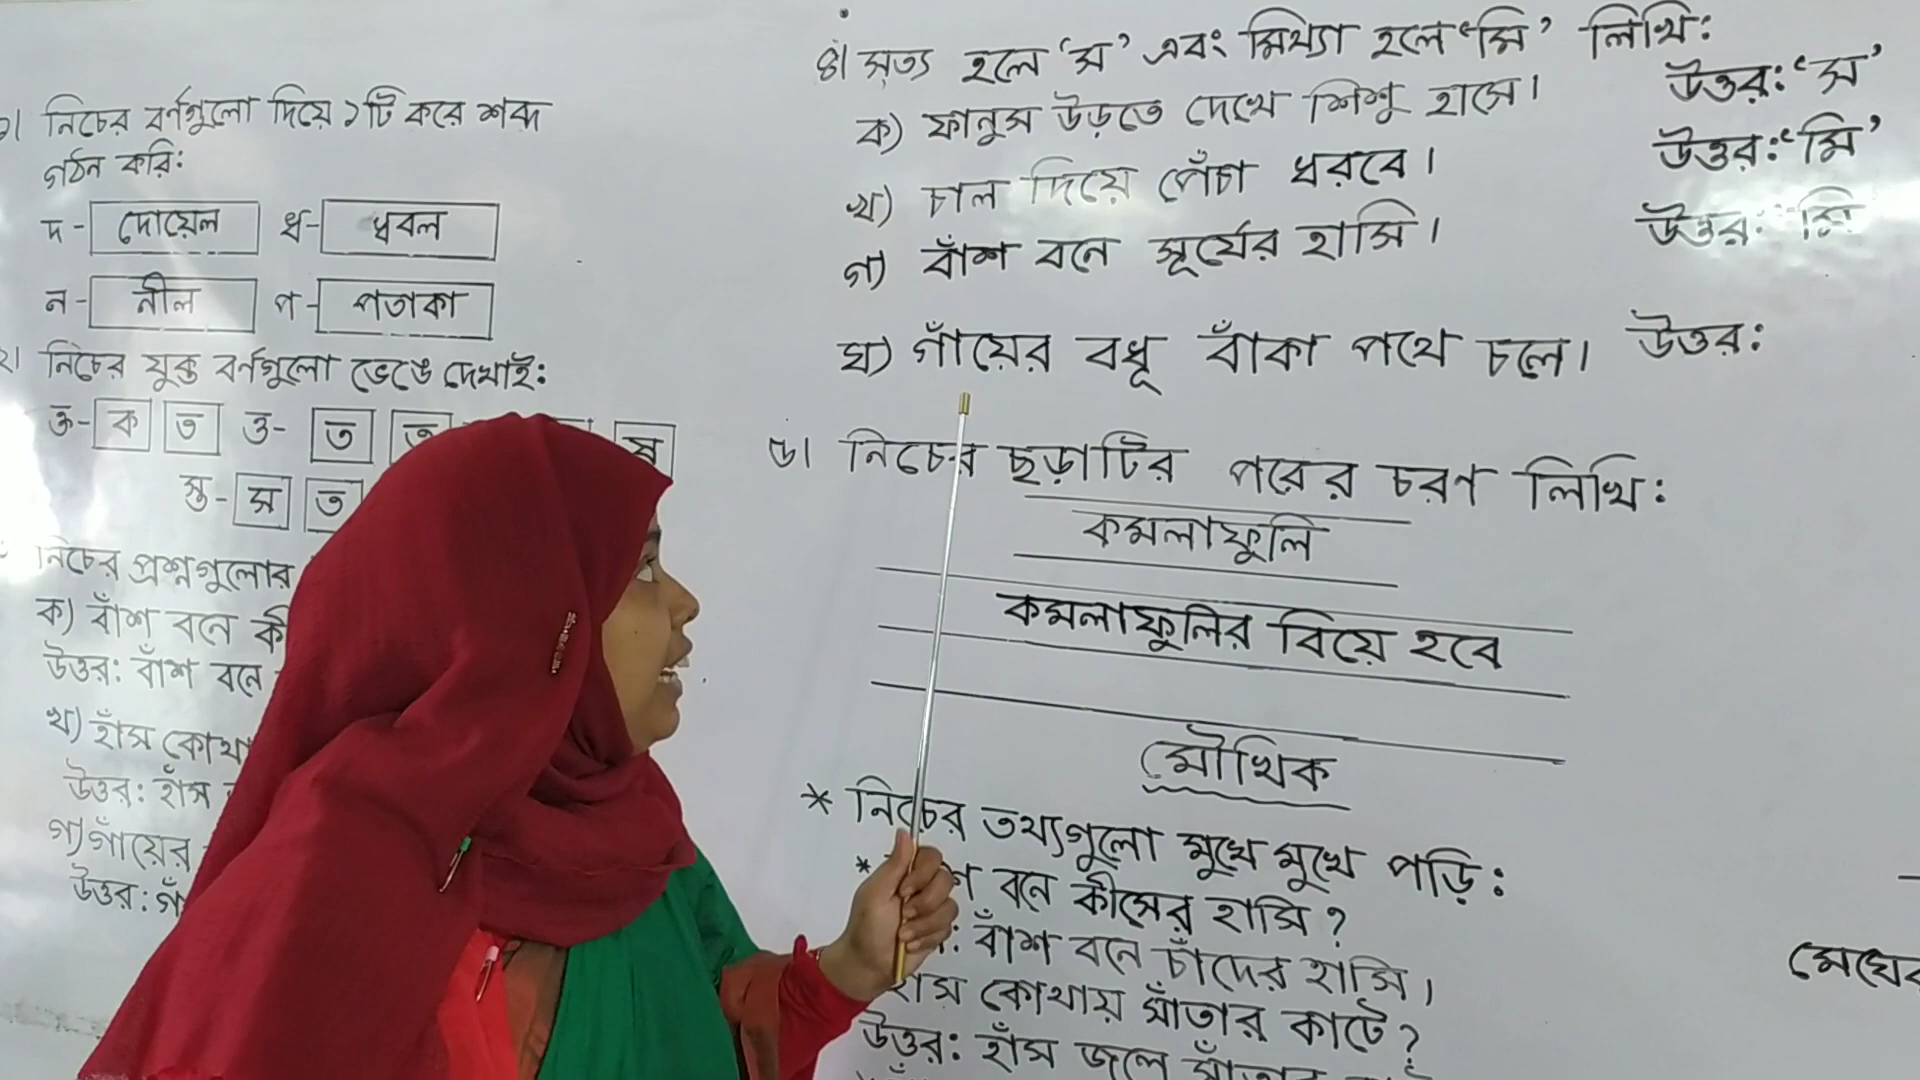 ১। নিচের বর্ণগুলো দিয়ে ১টি করে শব্দ
গঠন করি:
দ - দোয়েল ধ - ধবল
ন - নীল প - পতাকা
২। নিচের যুক্ত বর্ণগুলো ভেঙে দেখাই:
ক্ত - ক ত ত্ত - ত ত ষ
স্ত - স ত
নিচের প্রশ্নগুলোর
ক) বাঁশ বনে কী
উত্তর: বাঁশ বনে
খ) হাঁস কোথা
উত্তর: হাঁস
গ) গাঁয়ের
উত্তর: গাঁ
৪। সত্য হলে ‘স’ এবং মিথ্যা হলে ‘মি’ লিখি:
ক) ফানুস উড়তে দেখে শিশু হাসে। উত্তর: ‘স’
খ) চাল দিয়ে পেঁচা ধরবে। উত্তর: ‘মি’
গ) বাঁশ বনে সূর্যের হাসি। উত্তর: ‘মি
ঘ) গাঁয়ের বধূ বাঁকা পথে চলে। উত্তর:
৫। নিচের ছড়াটির পরের চরণ লিখি:
কমলাফুলি
কমলাফুলির বিয়ে হবে
মৌখিক
* নিচের তথ্যগুলো মুখে মুখে পড়ি:
* শ বনে কীসের হাসি?
: বাঁশ বনে চাঁদের হাসি।
হাঁস কোথায় সাঁতার কাটে?
উত্তর: হাঁস জলে সাঁতার
মেঘের